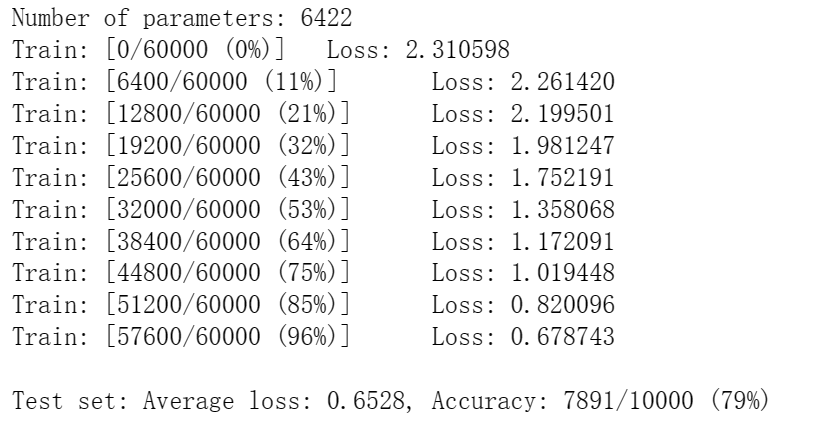 Number of parameters: 6422
Train: [0/60000 (0%)] Loss: 2.310598
Train: [6400/60000 (11%)] Loss: 2.261420
Train: [12800/60000 (21%)] Loss: 2.199501
Train: [19200/60000 (32%)] Loss: 1.981247
Train: [25600/60000 (43%)] Loss: 1.752191
Train: [32000/60000 (53%)] Loss: 1.358068
Train: [38400/60000 (64%)] Loss: 1.172091
Train: [44800/60000 (75%)] Loss: 1.019448
Train: [51200/60000 (85%)] Loss: 0.820096
Train: [57600/60000 (96%)] Loss: 0.678743
Test set: Average loss: 0.6528, Accuracy: 7891/10000 (79%)